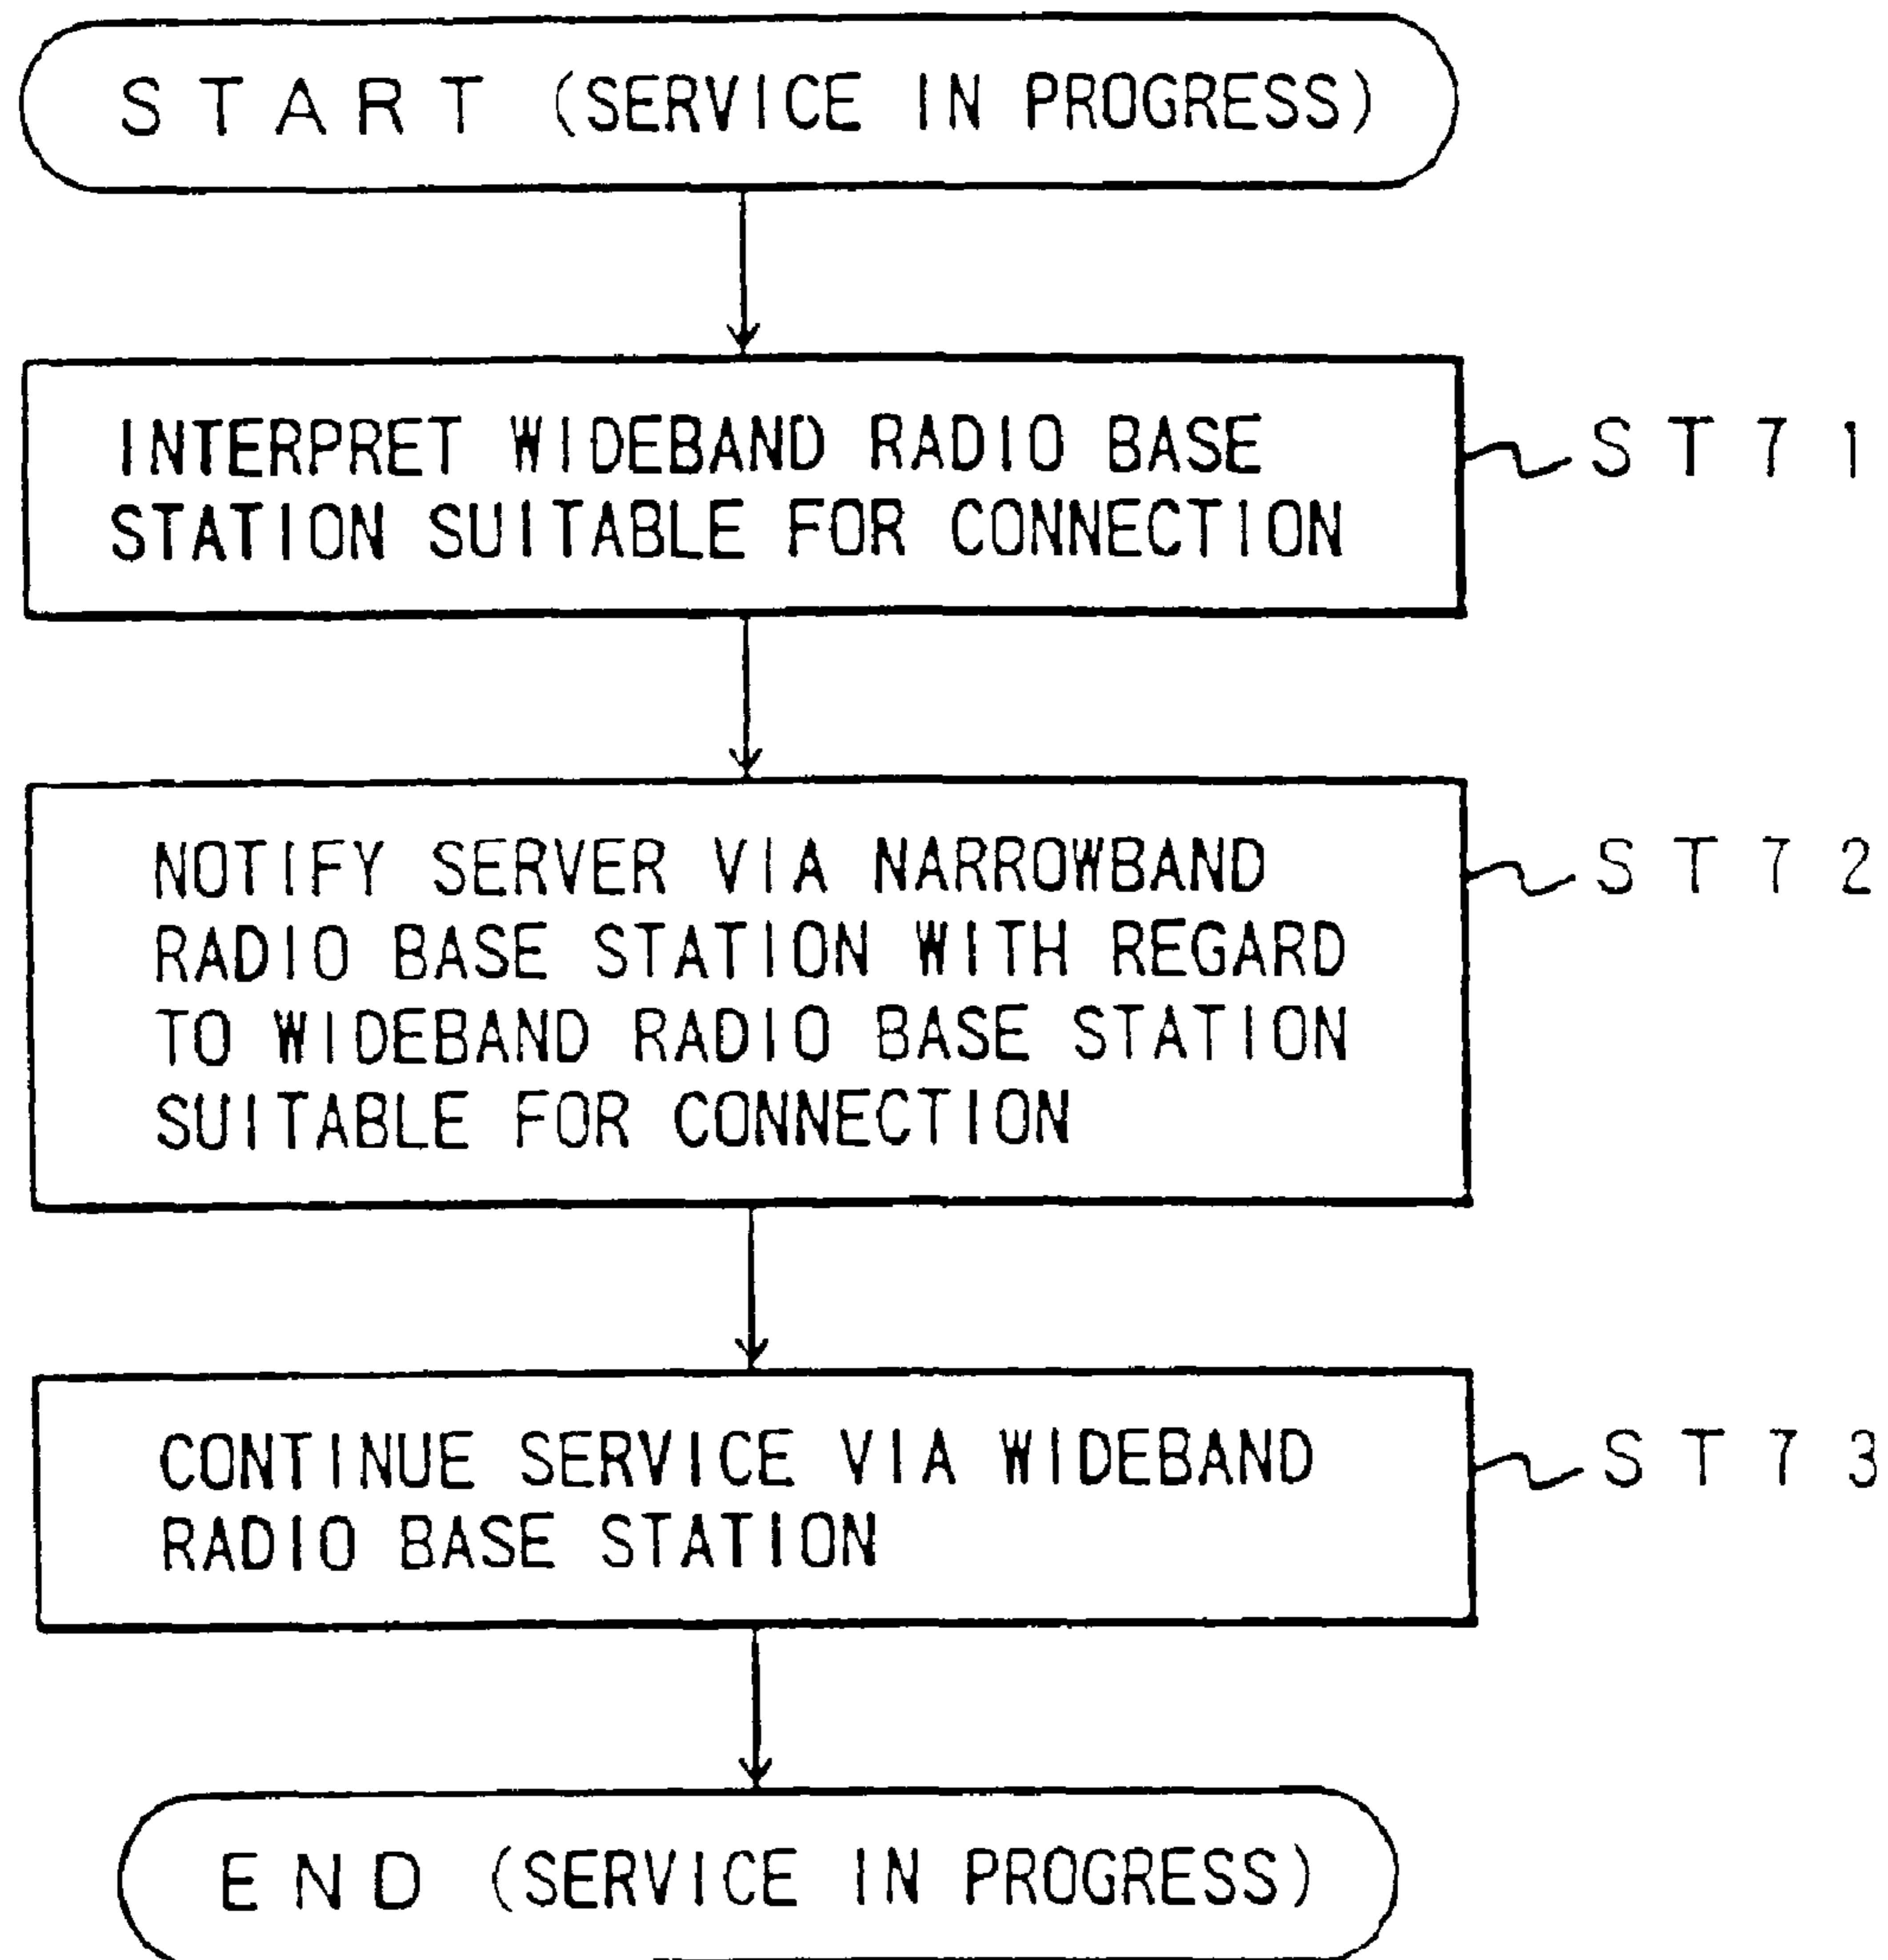 START (SERVICE IN PROGRESS)
INTERPRET WIDEBAND RADIO BASE
STATION SUITABLE FOR CONNECTION
ST71
NOTIFY SERVER VIA NARROWBAND
RADIO BASE STATION WITH REGARD
TO WIDEBAND RADIO BASE STATION
SUITABLE FOR CONNECTION
ST72
CONTINUE SERVICE VIA WIDEBAND
RADIO BASE STATION
ST73
END (SERVICE IN PROGRESS)